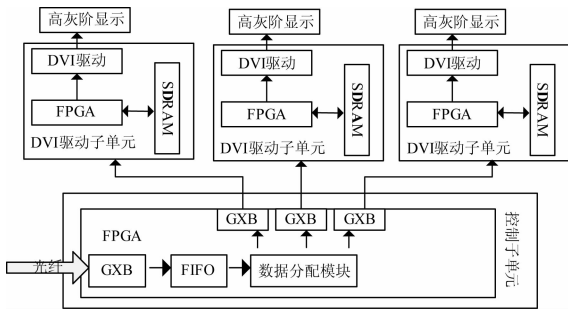 高灰阶显示
高灰阶显示
高灰阶显示
DVI驱动
FPGA
SDRAM
DVI驱动子单元
DVI驱动
FPGA
SDRAM
DVI驱动子单元
DVI驱动
FPGA
SDRAM
DVI驱动子单元
GXB
GXB
GXB
FPGA
控制子单元
光纤
GXB
FIFO
数据分配模块